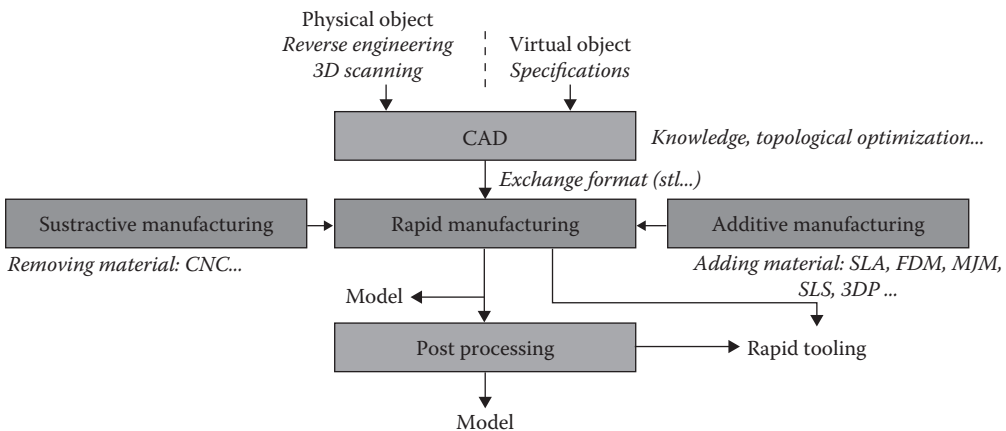 Physical object
Reverse engineering
3D scanning
Virtual object
Specifications
CAD
Knowledge, topological optimization...
Exchange format (stl...)
Sustractive manufacturing
Rapid manufacturing
Additive manufacturing
Removing material: CNC...
Adding material: SLA, FDM, MJM,
SLS, 3DP ...
Model
Post processing
Rapid tooling
Model